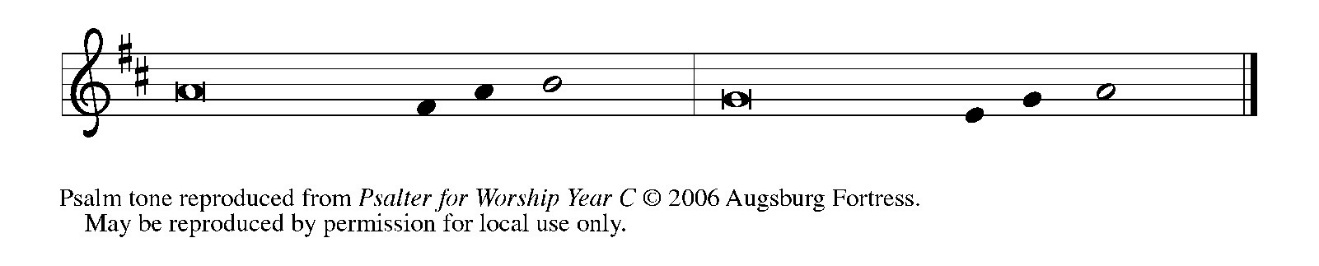 Psalm tone reproduced from Psalter for Worship Year C © 2006 Augsburg Fortress.
May be reproduced by permission for local use only.